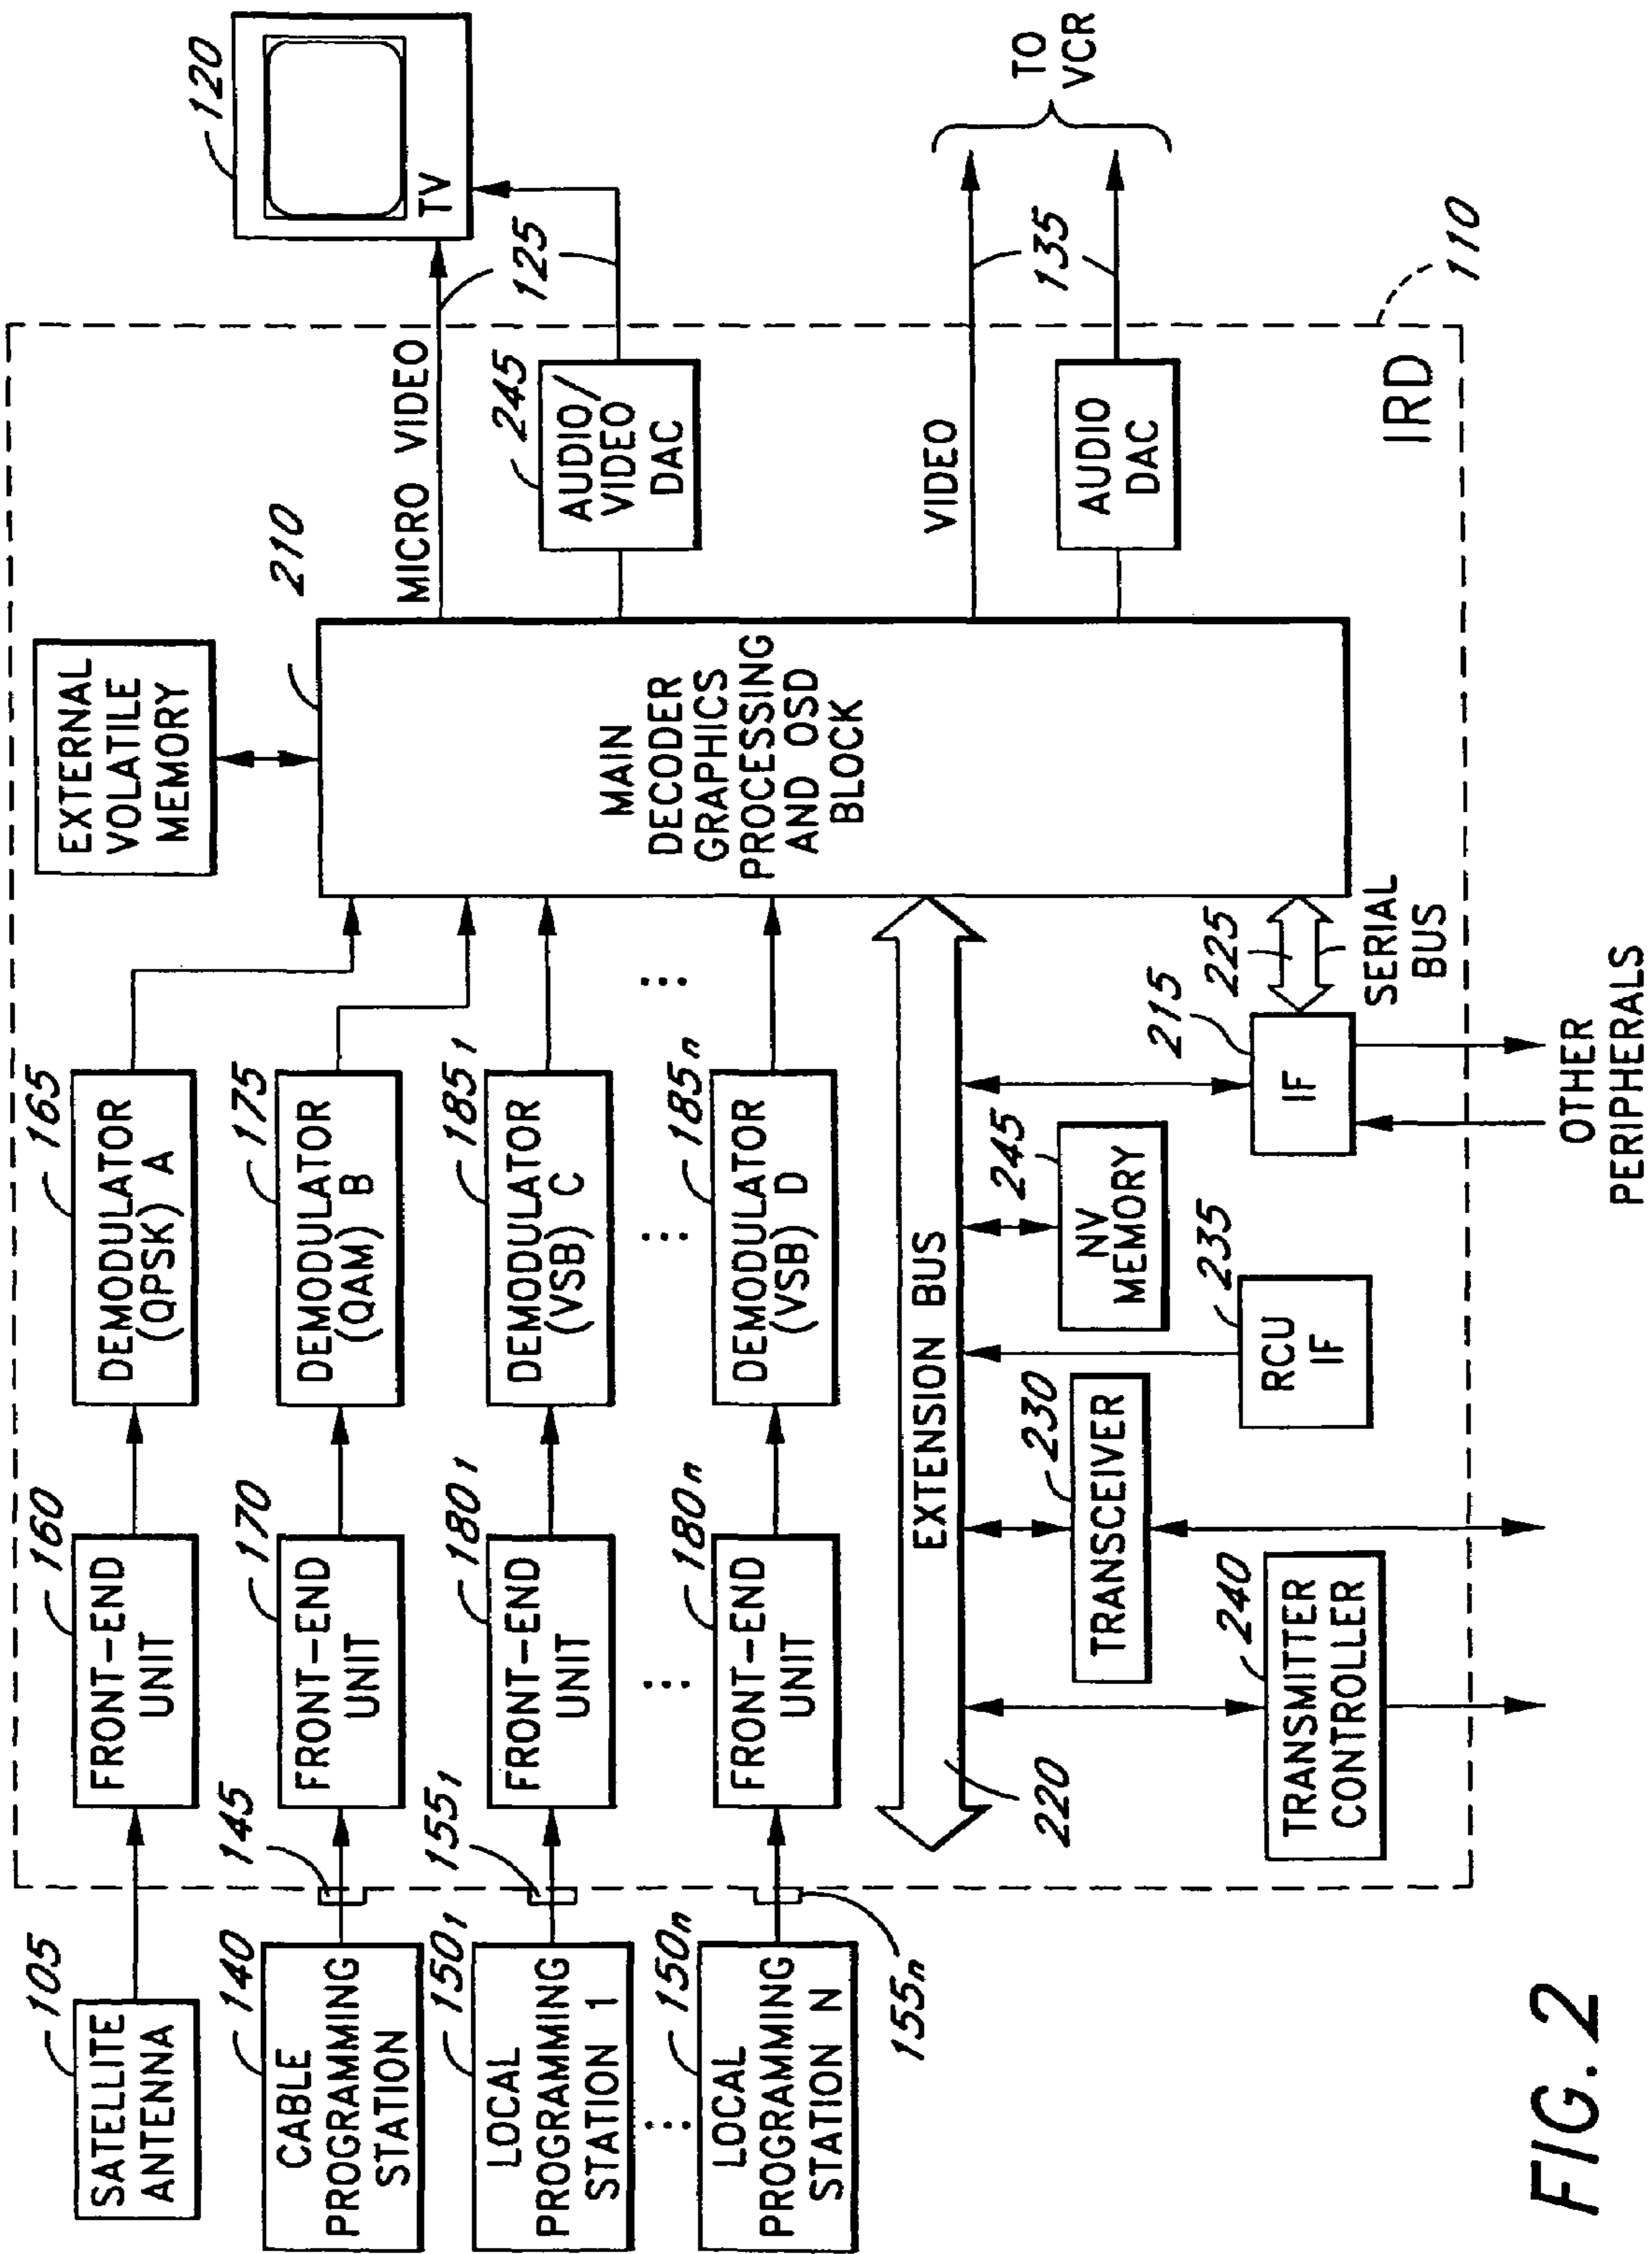 105
SATELLITE
ANTENNA
160
FRONT-END
UNIT
165
DEMODULATOR
(QPSK) A
EXTERNAL
VOLATILE
MEMORY
120
TV
140
CABLE
PROGRAMMING
STATION
145
170
FRONT-END
UNIT
175
DEMODULATOR
(QAM) B
210
MICRO VIDEO
125
150₁
LOCAL
PROGRAMMING
STATION 1
155₁
180₁
FRONT-END
UNIT
185₁
DEMODULATOR
(VSB) C
245
AUDIO/
VIDEO
DAC
150ₙ
LOCAL
PROGRAMMING
STATION N
155ₙ
180ₙ
FRONT-END
UNIT
185ₙ
DEMODULATOR
(VSB) D
MAIN
DECODER
GRAPHICS
PROCESSING
AND OSD
BLOCK
VIDEO
135
TO
VCR
AUDIO
DAC
EXTENSION BUS
220
230
TRANSCEIVER
240
TRANSMITTER
CONTROLLER
235
RCU
IF
245
NV
MEMORY
215
IF
225
SERIAL
BUS
IRD
110
OTHER
PERIPHERALS
FIG. 2